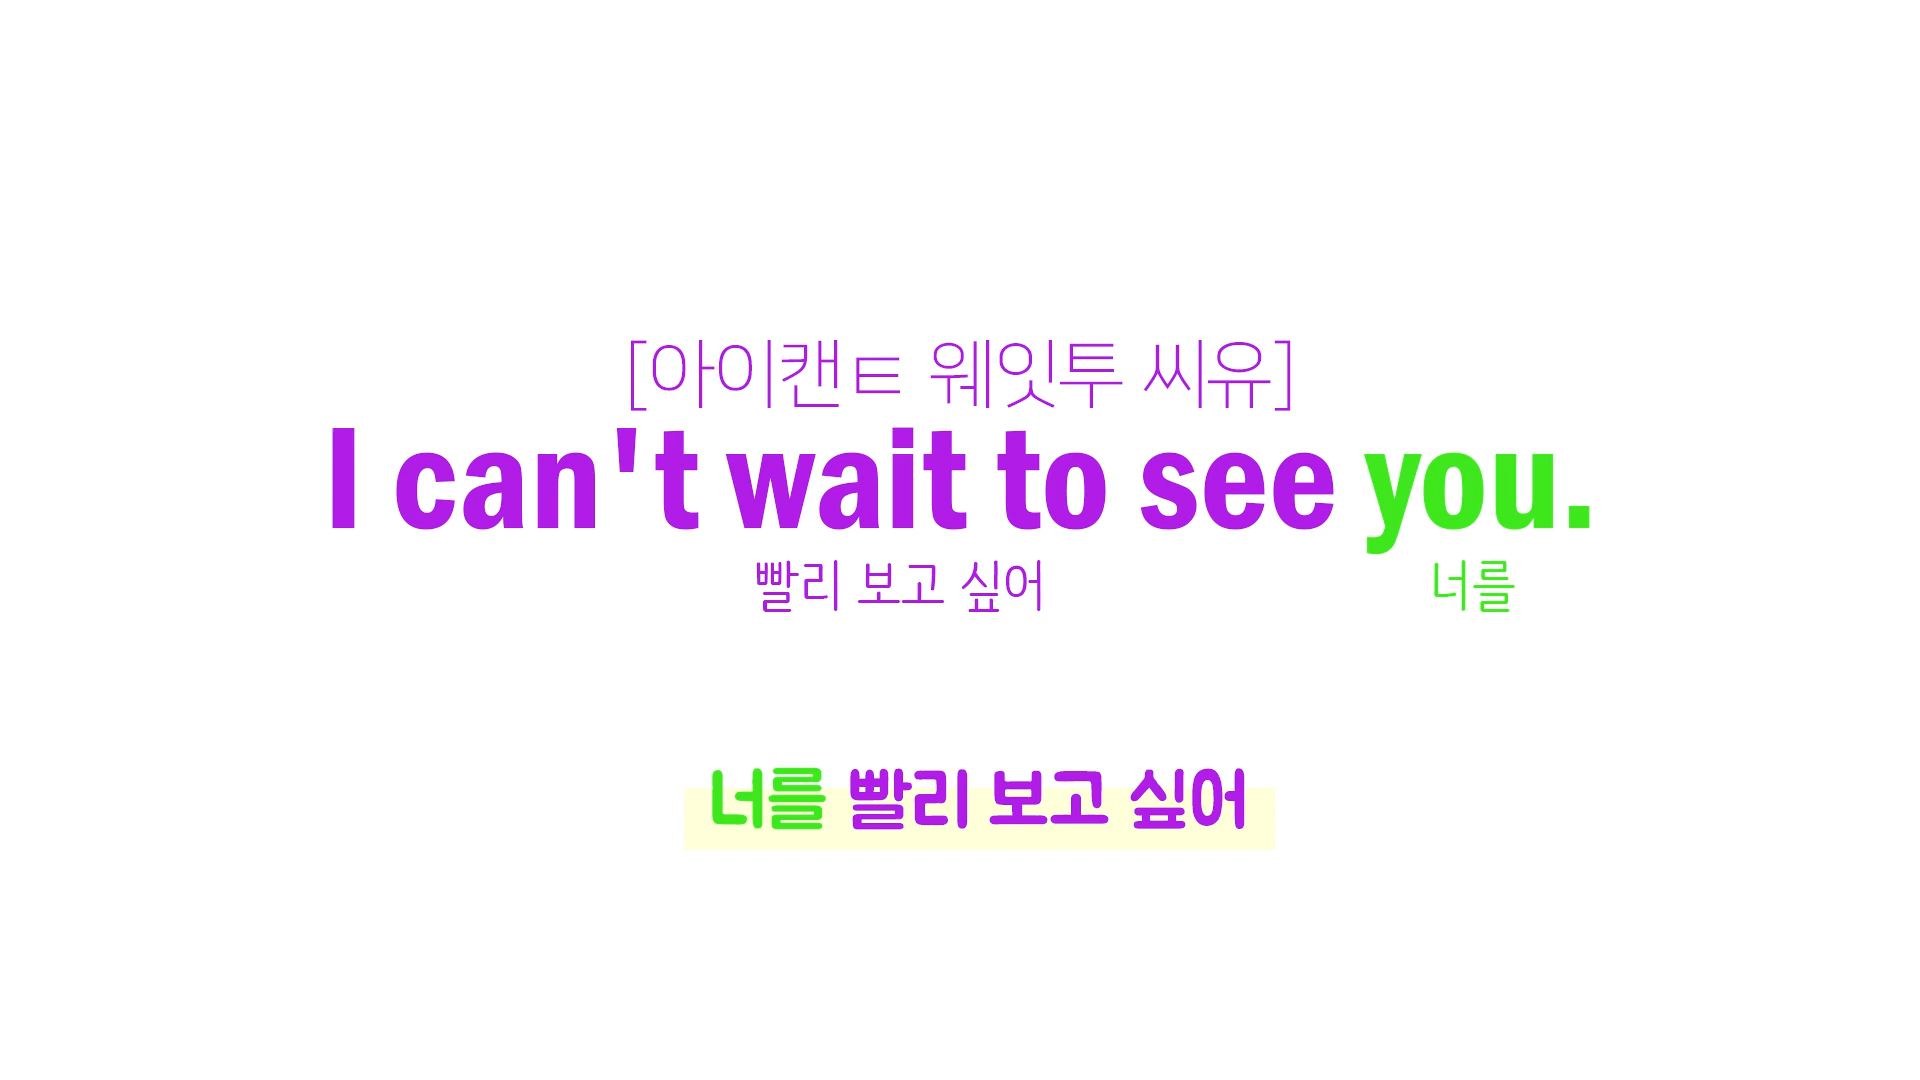 [아이캔ㅌ 웨잇투 씨유]
I can't wait to see you.
빨리 보고 싶어 너를
너를 빨리 보고 싶어